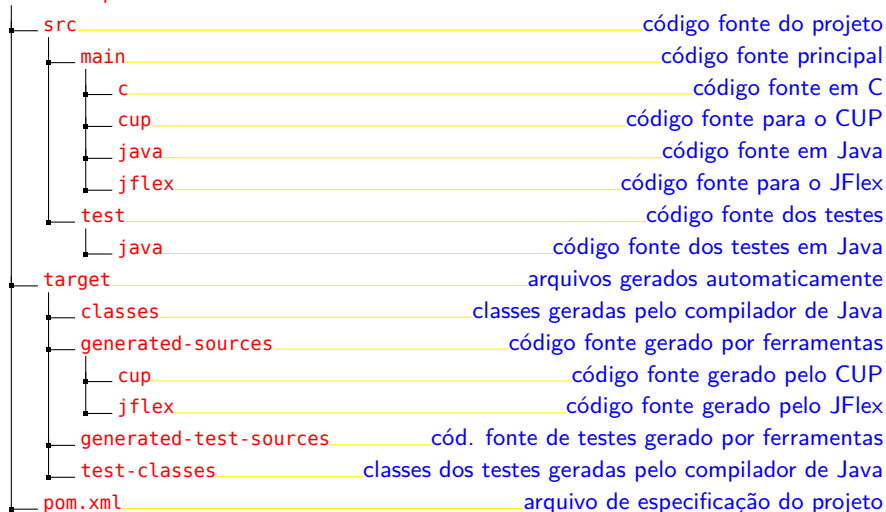 src código fonte do projeto
main código fonte principal
c código fonte em C
cup código fonte para o CUP
java código fonte em Java
jflex código fonte para o JFlex
test código fonte dos testes
java código fonte dos testes em Java
target arquivos gerados automaticamente
classes classes geradas pelo compilador de Java
generated-sources código fonte gerado por ferramentas
cup código fonte gerado pelo CUP
jflex código fonte gerado pelo JFlex
generated-test-sources cód. fonte de testes gerado por ferramentas
test-classes classes dos testes geradas pelo compilador de Java
pom.xml arquivo de especificação do projeto